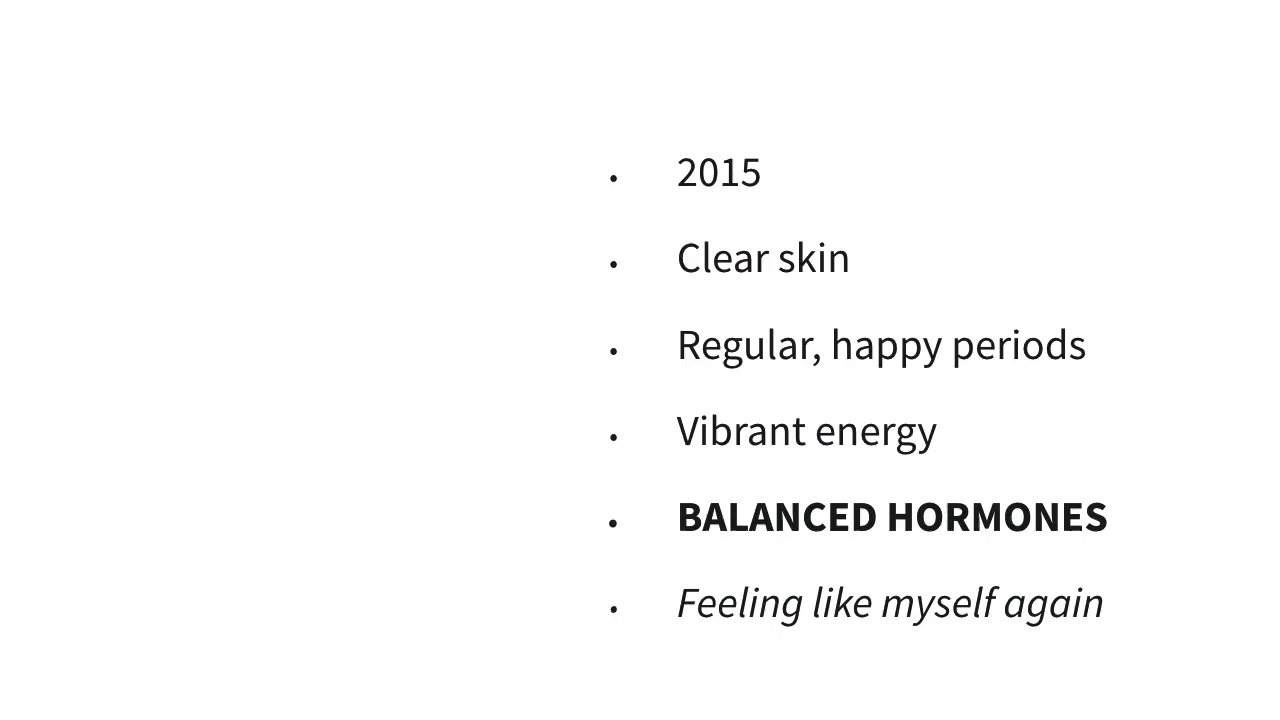 • 2015
• Clear skin
• Regular, happy periods
• Vibrant energy
• BALANCED HORMONES
• Feeling like myself again